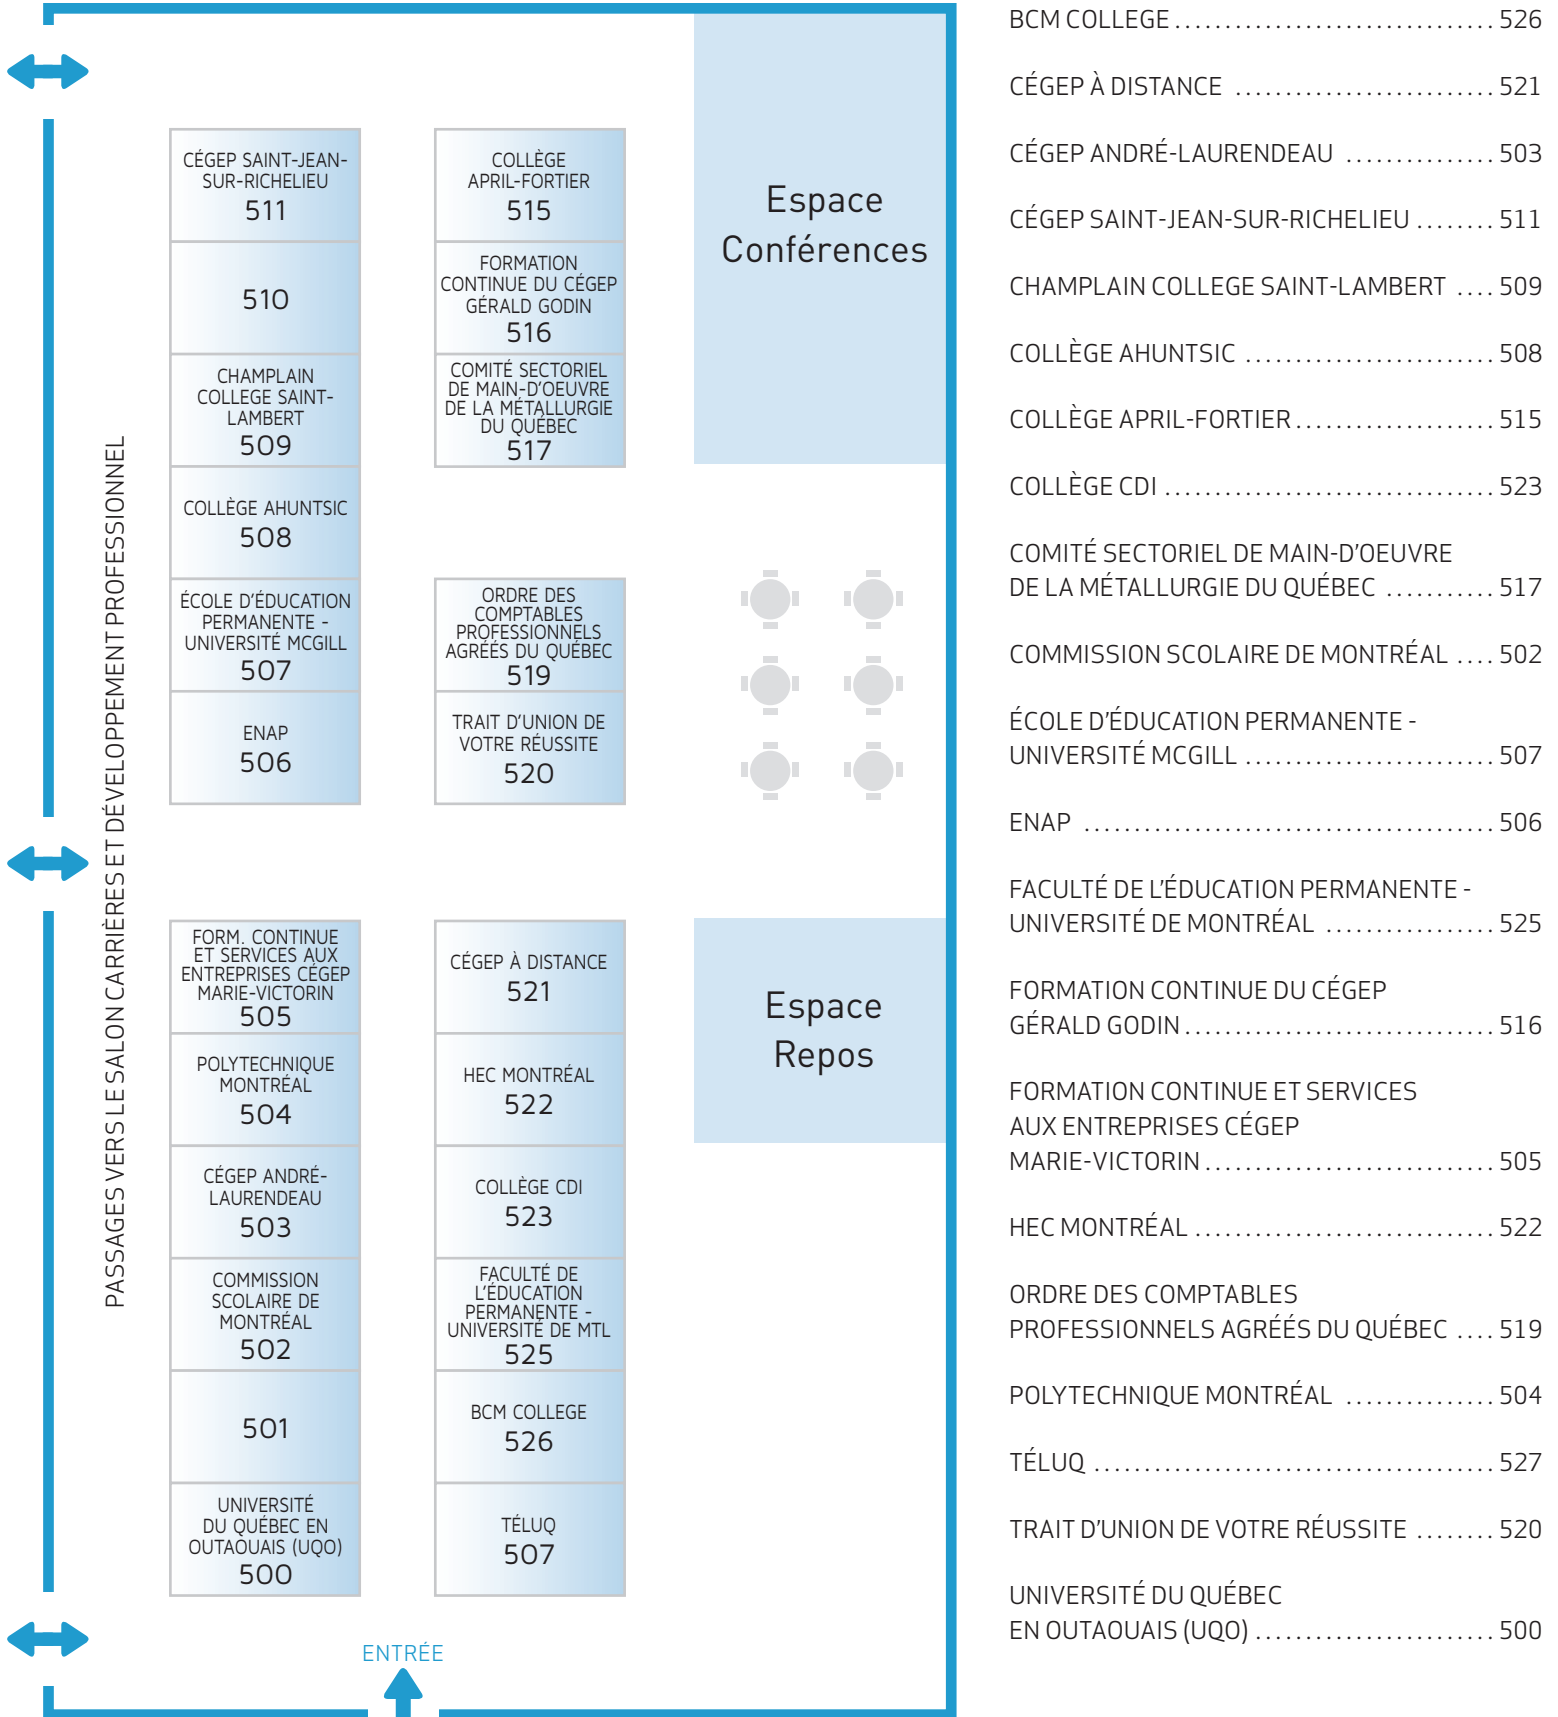 PASSAGES VERS LE SALON CARRIÈRES ET DÉVELOPPEMENT PROFESSIONNEL
CÉGEP SAINT-JEAN-
SUR-RICHELIEU
511
510
CHAMPLAIN
COLLEGE SAINT-
LAMBERT
509
COLLÈGE AHUNTSIC
508
ÉCOLE D'ÉDUCATION
PERMANENTE -
UNIVERSITÉ MCGILL
507
ENAP
506
FORM. CONTINUE
ET SERVICES AUX
ENTREPRISES CÉGEP
MARIE-VICTORIN
505
POLYTECHNIQUE
MONTRÉAL
504
CÉGEP ANDRÉ-
LAURENDEAU
503
COMMISSION
SCOLAIRE DE
MONTRÉAL
502
501
UNIVERSITÉ
DU QUÉBEC EN
OUTAOUAIS (UQO)
500
COLLÈGE
APRIL-FORTIER
515
FORMATION
CONTINUE DU CÉGEP
GÉRALD GODIN
516
COMITÉ SECTORIEL
DE MAIN-D'OEUVRE
DE LA MÉTALLURGIE
DU QUÉBEC
517
ORDRE DES
COMPTABLES
PROFESSIONNELS
AGRÉÉS DU QUÉBEC
519
TRAIT D'UNION DE
VOTRE RÉUSSITE
520
CÉGEP À DISTANCE
521
HEC MONTRÉAL
522
COLLÈGE CDI
523
FACULTÉ DE
L'ÉDUCATION
PERMANENTE -
UNIVERSITÉ DE MTL
525
BCM COLLEGE
526
TÉLUQ
507
Espace
Conférences
Espace
Repos
ENTRÉE
BCM COLLEGE ................................ 526
CÉGEP À DISTANCE .......................... 521
CÉGEP ANDRÉ-LAURENDEAU ............... 503
CÉGEP SAINT-JEAN-SUR-RICHELIEU ........ 511
CHAMPLAIN COLLEGE SAINT-LAMBERT .... 509
COLLÈGE AHUNTSIC ......................... 508
COLLÈGE APRIL-FORTIER .................... 515
COLLÈGE CDI ................................. 523
COMITÉ SECTORIEL DE MAIN-D'OEUVRE
DE LA MÉTALLURGIE DU QUÉBEC ........... 517
COMMISSION SCOLAIRE DE MONTRÉAL .... 502
ÉCOLE D'ÉDUCATION PERMANENTE -
UNIVERSITÉ MCGILL ......................... 507
ENAP ......................................... 506
FACULTÉ DE L'ÉDUCATION PERMANENTE -
UNIVERSITÉ DE MONTRÉAL ................. 525
FORMATION CONTINUE DU CÉGEP
GÉRALD GODIN ............................... 516
FORMATION CONTINUE ET SERVICES
AUX ENTREPRISES CÉGEP
MARIE-VICTORIN ............................. 505
HEC MONTRÉAL .............................. 522
ORDRE DES COMPTABLES
PROFESSIONNELS AGRÉÉS DU QUÉBEC .... 519
POLYTECHNIQUE MONTRÉAL ............... 504
TÉLUQ ........................................ 527
TRAIT D'UNION DE VOTRE RÉUSSITE ........ 520
UNIVERSITÉ DU QUÉBEC
EN OUTAOUAIS (UQO) ........................ 500